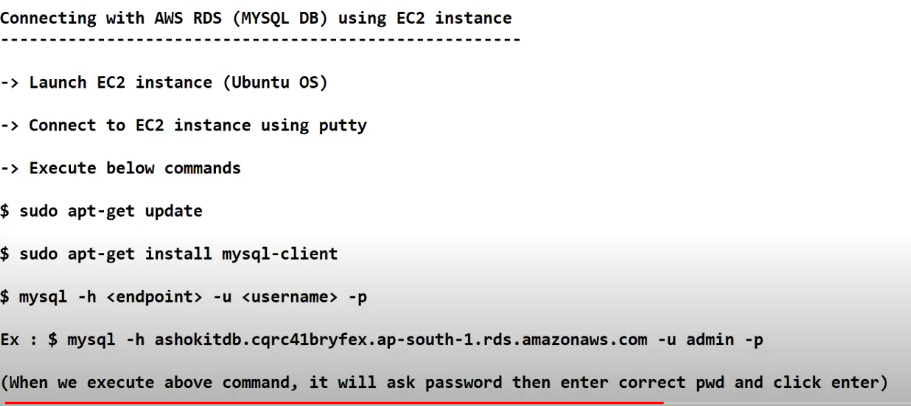 Connecting with AWS RDS (MYSQL DB) using EC2 instance
------------------------------------------------------
-> Launch EC2 instance (Ubuntu OS)
-> Connect to EC2 instance using putty
-> Execute below commands
$ sudo apt-get update
$ sudo apt-get install mysql-client
$ mysql -h <endpoint> -u <username> -p
Ex : $ mysql -h ashokitdb.cqrc41bryfex.ap-south-1.rds.amazonaws.com -u admin -p
(When we execute above command, it will ask password then enter correct pwd and click enter)